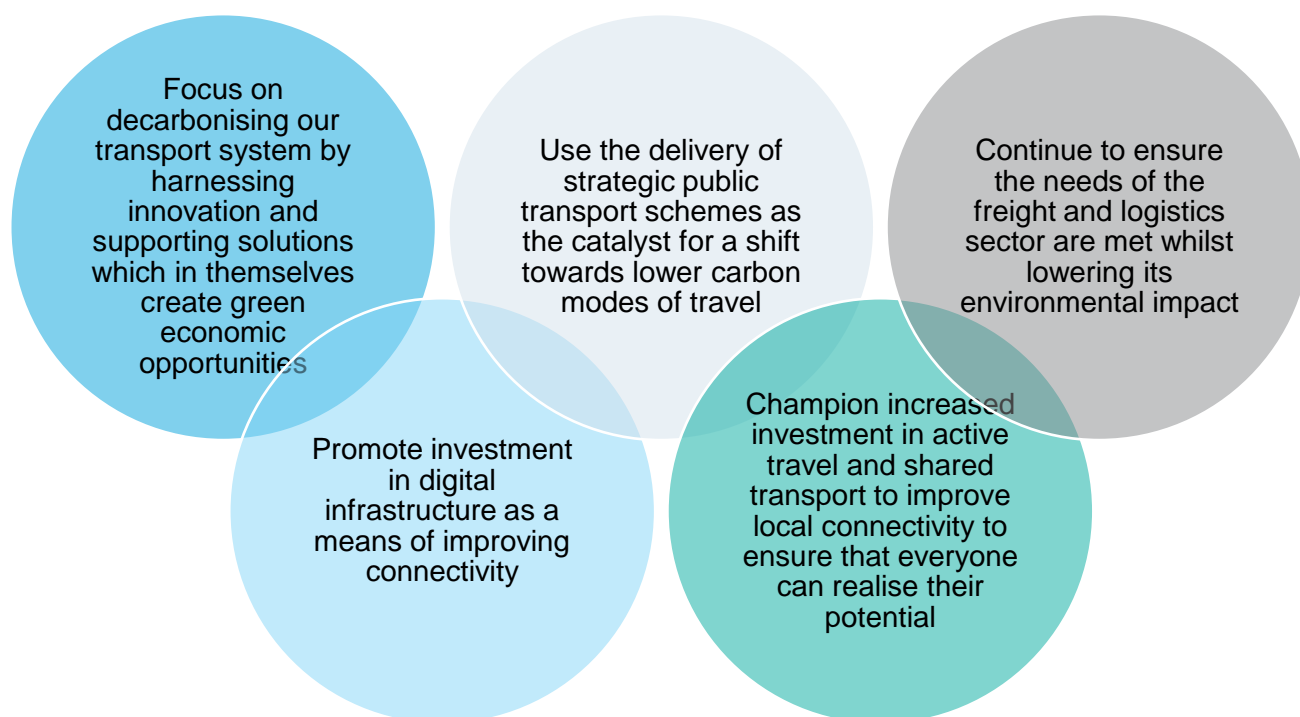 Focus on
decarbonising our
transport system by
harnessing
innovation and
supporting solutions
which in themselves
create green
economic
opportunities
Promote investment
in digital
infrastructure as a
means of improving
connectivity
Use the delivery of
strategic public
transport schemes as
the catalyst for a shift
towards lower carbon
modes of travel
Champion increased
investment in active
travel and shared
transport to improve
local connectivity to
ensure that everyone
can realise their
potential
Continue to ensure
the needs of the
freight and logistics
sector are met whilst
lowering its
environmental impact